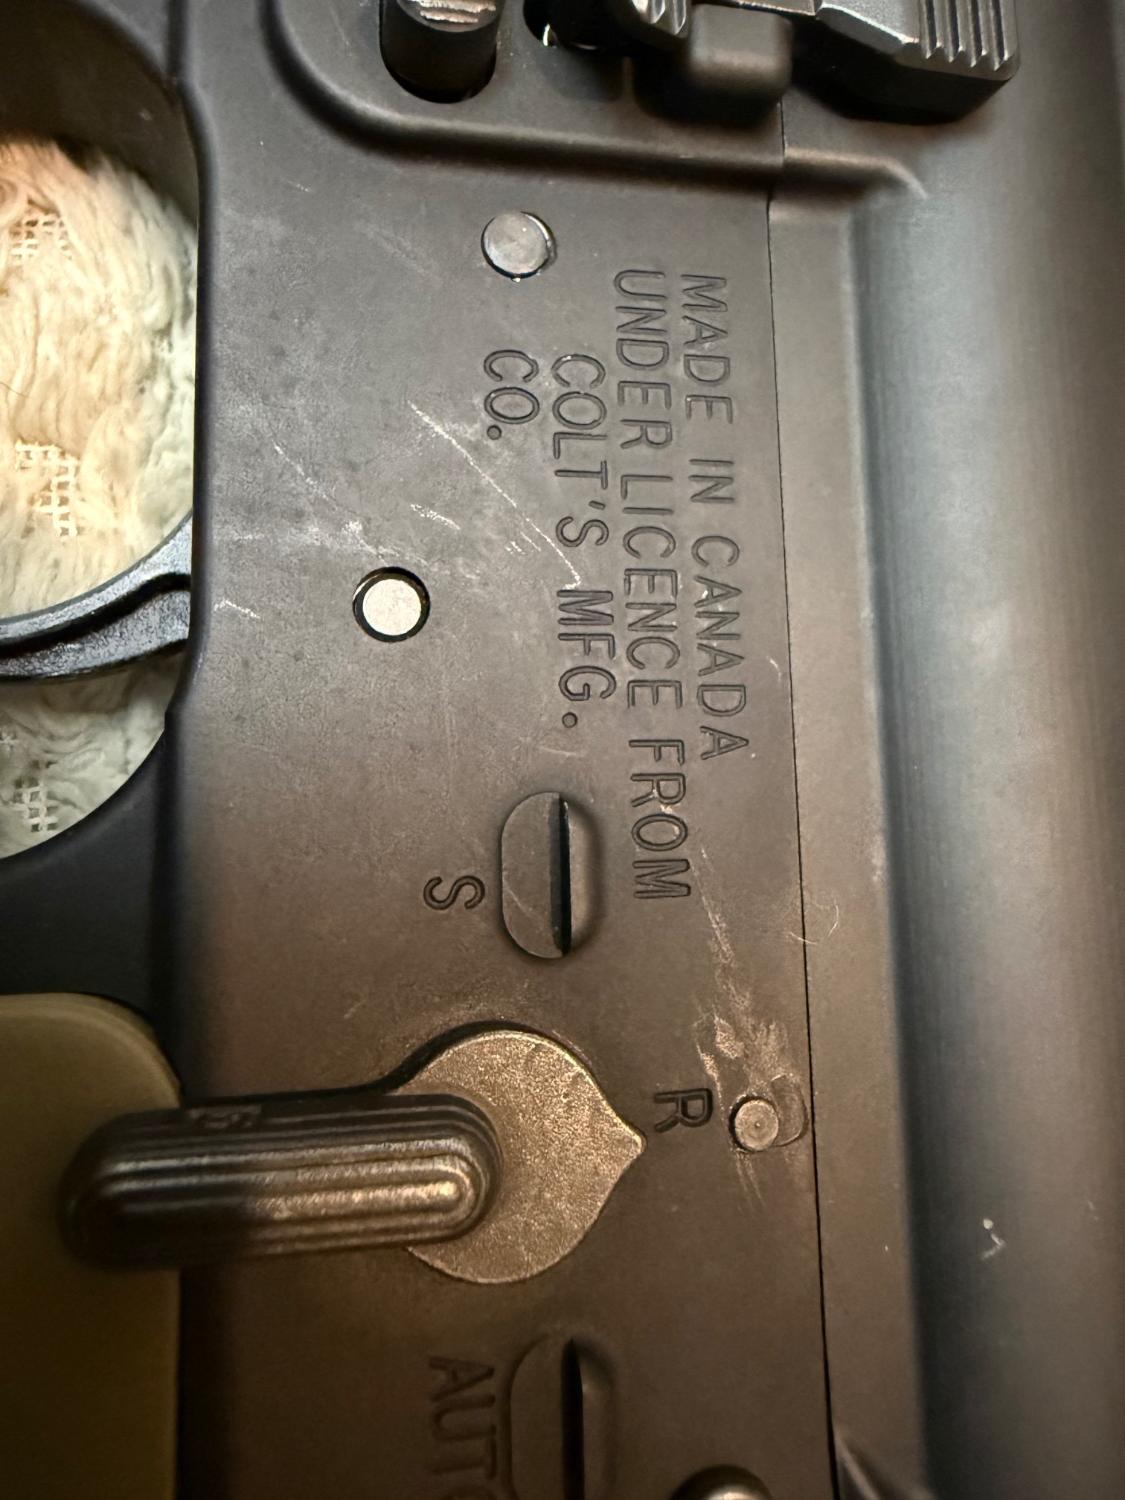 MADE IN CANADA
UNDER LICENCE FROM
COLT'S MFG.
CO.
S
R
AUTO